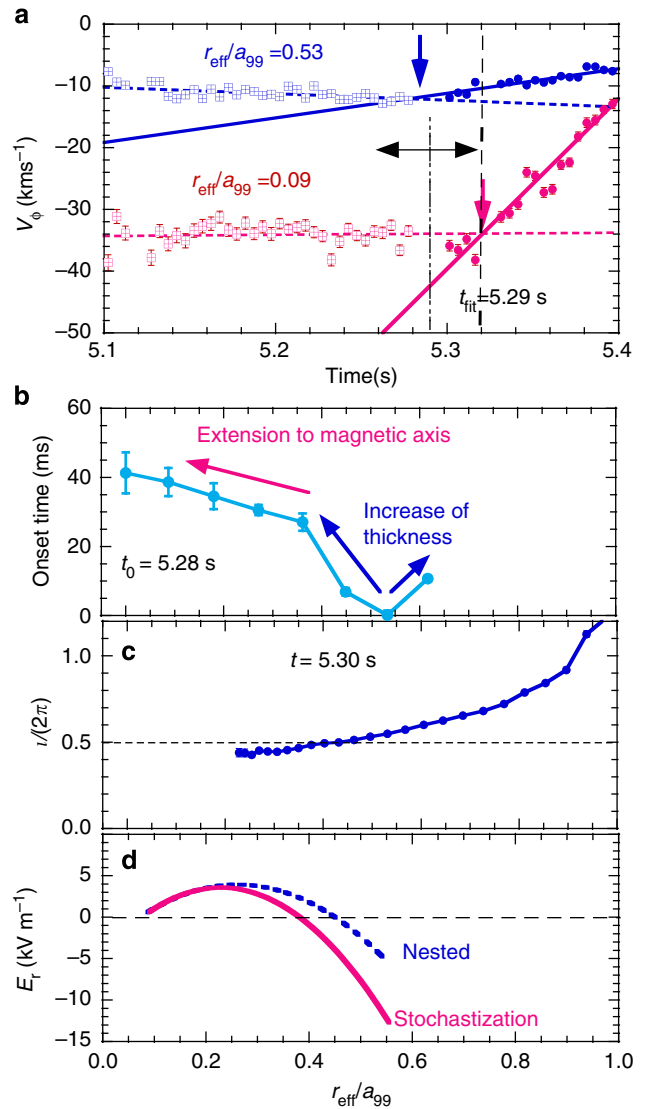 a
0
−10
−20
−30
−40
−50
V_ϕ (kms⁻¹)
r_eff/a_99 =0.53
r_eff/a_99 =0.09
t_fit=5.29 s
5.1 5.2 5.3 5.4
Time(s)
b
60
40
20
0
Onset time (ms)
Extension to magnetic axis
Increase of
thickness
t_0 = 5.28 s
c
1.0
0.5
0.0
ι/(2π)
t = 5.30 s
d
5
0
−5
−10
−15
E_r (kV m⁻¹)
Nested
Stochastization
0.0 0.2 0.4 0.6 0.8 1.0
r_eff/a_99